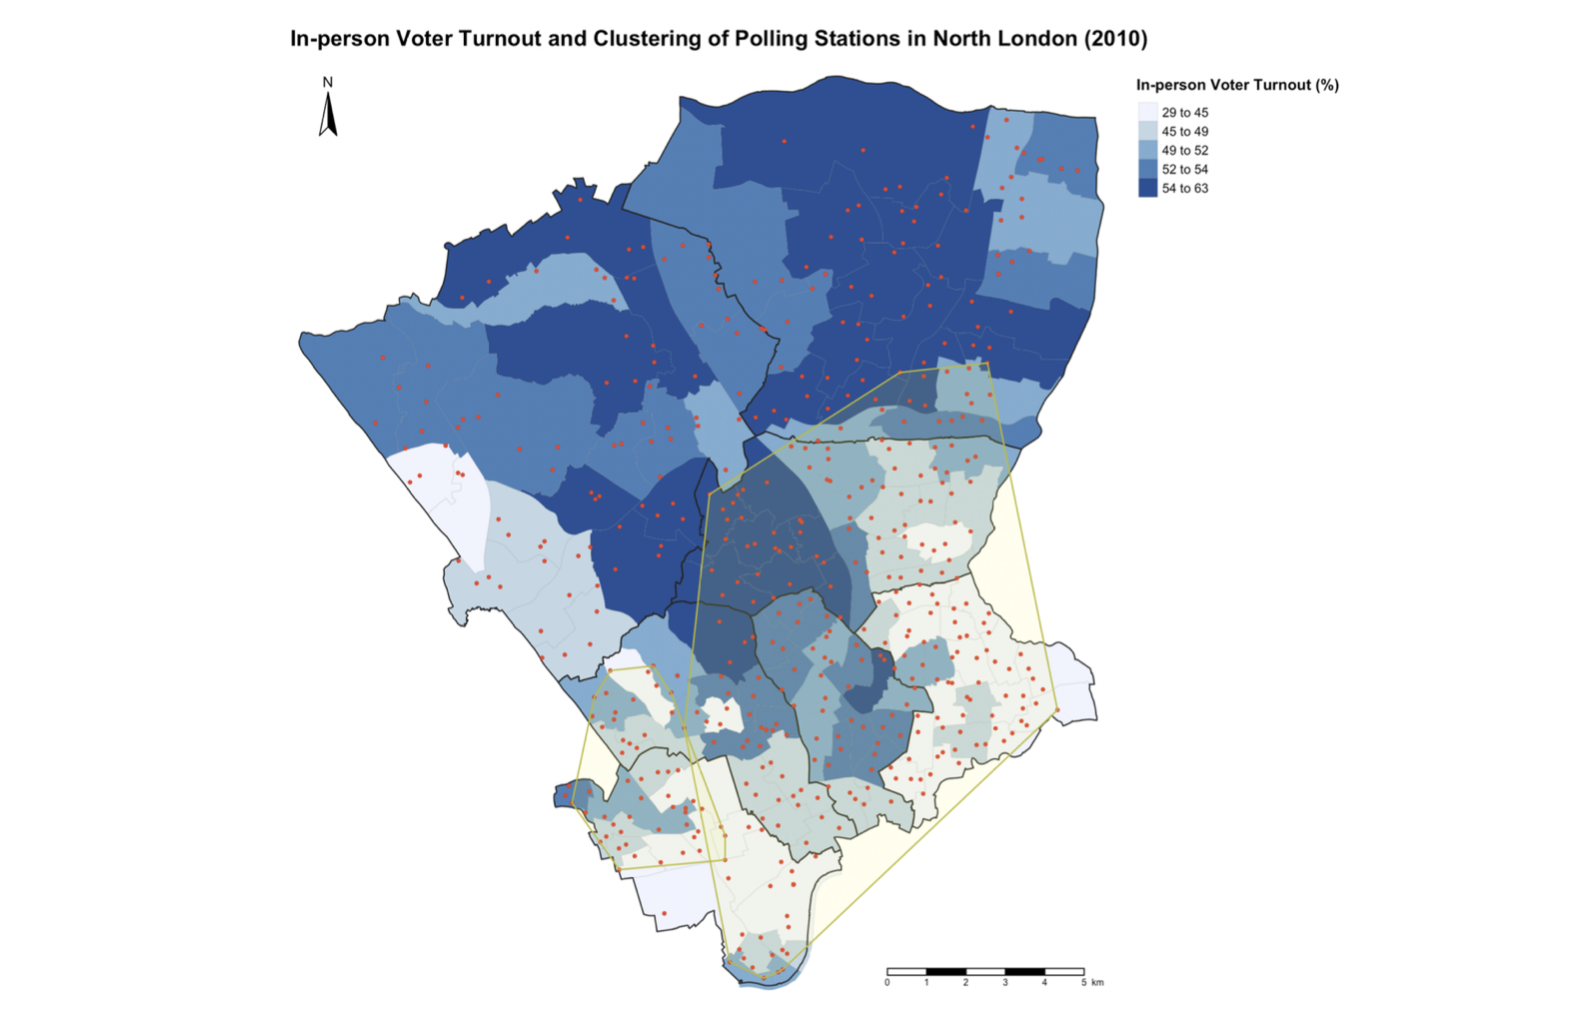 In-person Voter Turnout and Clustering of Polling Stations in North London (2010)
N
In-person Voter Turnout (%)
29 to 45
45 to 49
49 to 52
52 to 54
54 to 63
0 1 2 3 4 5 km